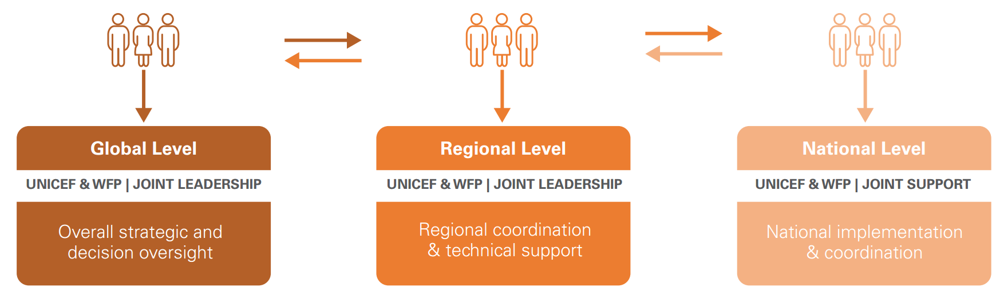 Global Level
UNICEF & WFP | JOINT LEADERSHIP
Overall strategic and
decision oversight
Regional Level
UNICEF & WFP | JOINT LEADERSHIP
Regional coordination
& technical support
National Level
UNICEF & WFP | JOINT SUPPORT
National implementation
& coordination